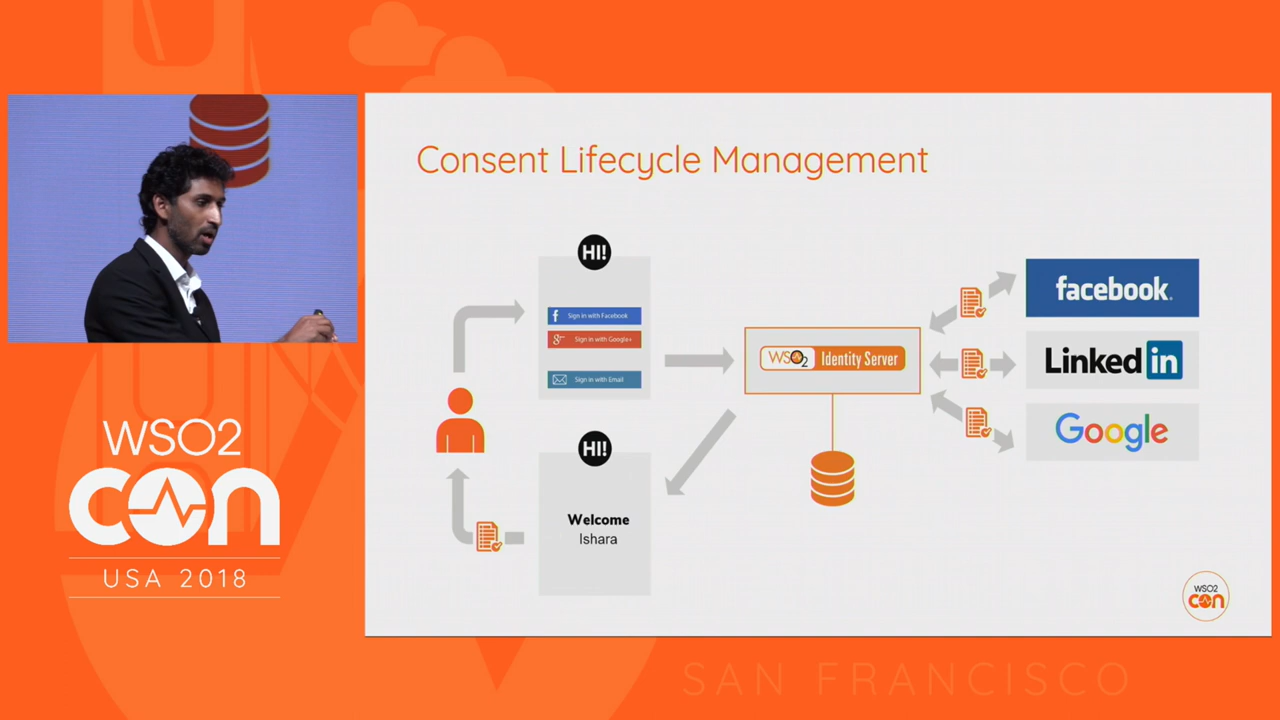 Consent Lifecycle Management
HI!
f Sign in with Facebook
g+ Sign in with Google+
Sign in with Email
HI!
Welcome
Ishara
WSO2 Identity Server
facebook.
Linked in
Google
WSO2
con
USA 2018
WSO2
con
SAN FRANCISCO